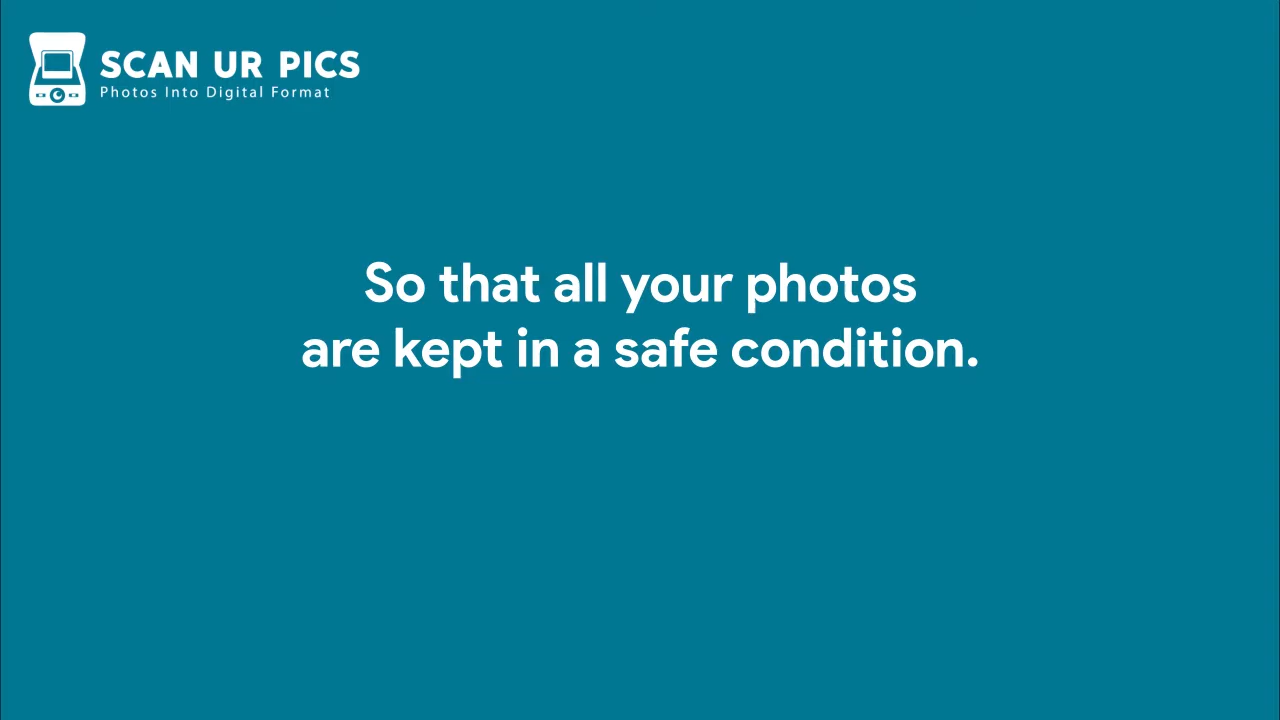 SCAN UR PICS
Photos Into Digital Format
So that all your photos
are kept in a safe condition.